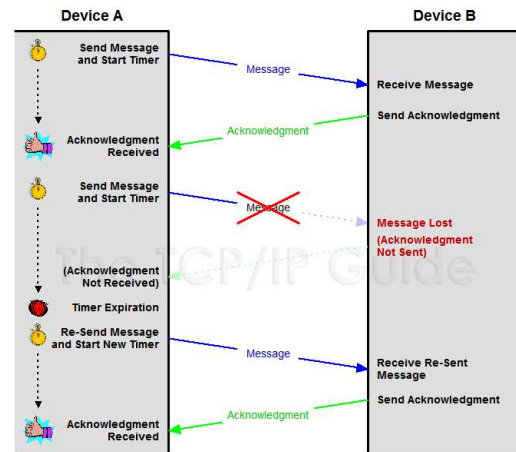 Device A
Device B
Send Message
and Start Timer
Message
Receive Message
Send Acknowledgment
Acknowledgment
Acknowledgment
Received
Send Message
and Start Timer
Message
Message Lost
(Acknowledgment
Not Sent)
The TCP/IP Guide
(Acknowledgment
Not Received)
Timer Expiration
Re-Send Message
and Start New Timer
Message
Receive Re-Sent
Message
Send Acknowledgment
Acknowledgment
Acknowledgment
Received